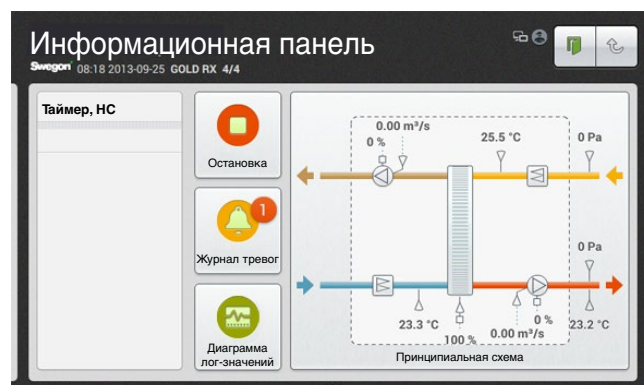 Информационная панель
Swegon 08:18 2013-09-25 GOLD RX 4/4
Таймер, НС
Остановка
1
Журнал тревог
Диаграмма
лог-значений
0.00 m³/s
0 %
25.5 °C
0 Pa
0 Pa
23.3 °C
100 %
0.00 m³/s
0 %
23.2 °C
Принципиальная схема